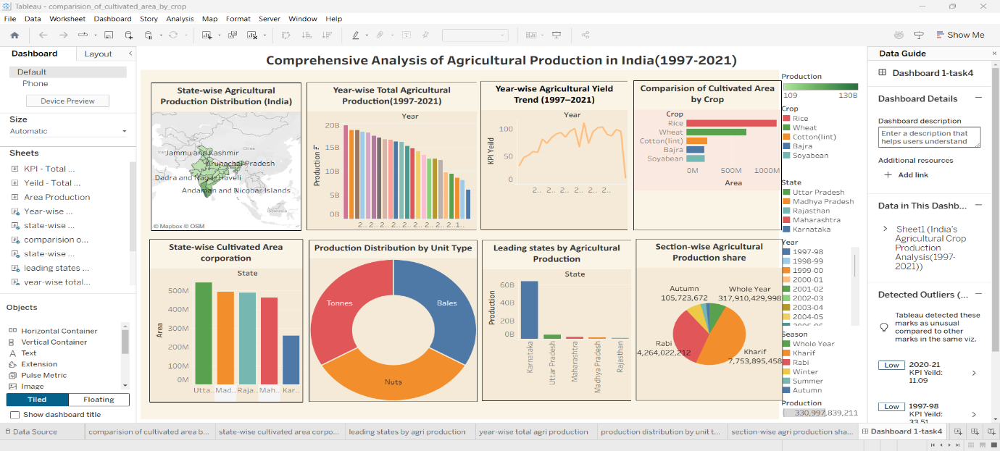 Tableau - comparision_of_cultivated_area_by_crop
File Data Worksheet Dashboard Story Analysis Map Format Server Window Help
Show Me
Dashboard Layout
Default
Phone
Device Preview
Size
Automatic
Sheets
KPI - Total ...
Yeild - Total ...
Area Production
Year-wise ...
state-wise ...
comparision o...
state-wise ...
leading states ...
year-wise total...
Objects
Horizontal Container
Vertical Container
Text
Extension
Pulse Metric
Image
Tiled Floating
Show dashboard title
Comprehensive Analysis of Agricultural Production in India(1997-2021)
State-wise Agricultural
Production Distribution (India)
Iran
China
Jammu and Kashmir
Arunachal Pradesh
Dadra and Nagar Haveli
Andaman and Nicobar Islands
Indonesia
© Mapbox © OSM
Year-wise Total Agricultural
Production(1997-2021)
Year
20B
15B
10B
5B
0B
Production
2.. 2.. 2.. 2.. 2.. 2.. 2.. 2..1..
Year-wise Agricultural Yield
Trend (1997–2021)
Year
100
50
0
KPI Yeild
2.. 2.. 2.. 2.. 2.. 2..
Comparision of Cultivated Area
by Crop
Crop
Rice
Wheat
Cotton(lint)
Bajra
Soyabean
0M 500M 1000M
Area
State-wise Cultivated Area
corporation
State
500M
400M
300M
200M
100M
0M
Area
Utta.. Mad.. Raja.. Mah.. Kar..
Production Distribution by Unit Type
Tonnes
Bales
Nuts
Leading states by Agricultural
Production
State
60B
40B
20B
0B
Production
Karnataka
Uttar Pradesh
Maharashtra
Madhya Pradesh
Rajasthan
Section-wise Agricultural
Production share
Autumn
105,723,672
Whole Year
317,910,429,998
Rabi
4,264,022,212
Kharif
7,753,895,458
Production
109 130B
Crop
Rice
Wheat
Cotton(lint)
Bajra
Soyabean
State
Uttar Pradesh
Madhya Pradesh
Rajasthan
Maharashtra
Karnataka
Year
1997-98
1998-99
1999-00
2000-01
2001-02
2002-03
2003-04
2004-05
2005-06
Season
Whole Year
Kharif
Rabi
Winter
Summer
Autumn
Production
330,997,839,211
Data Guide
Dashboard 1-task4
Dashboard Details
Dashboard description
Enter a description that
helps users understand
Additional resources
Add link
Data in This Dashb...
Sheet1 (India's
Agricultural Crop
Production
Analysis(1997-
2021))
Detected Outliers (...
Tableau detected these
marks as unusual
compared to other
marks in the same viz.
Low 2020-21
KPI Yeild:
11.09
Low 1997-98
KPI Yeild:
33.51
Data Source comparison of cultivated area b... state-wise cultivated area corpo... leading states by agri production year-wise total agri production production distribution by unit t... section-wise agri production sha... Dashboard 1-task4